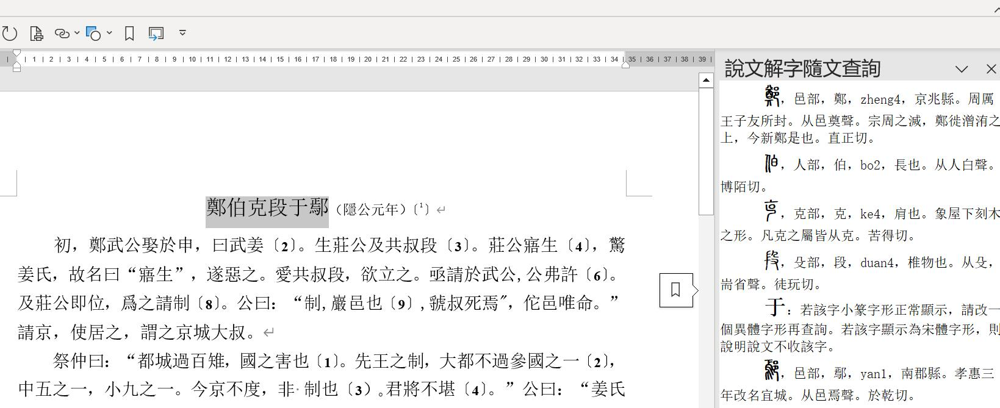 1 2 3 4 5 6 7 8 9 10 11 12 13 14 15 16 17 18 19 20 21 22 23 24 25 26 27 28 29 30 31 32 33 34 35 36 37 38 39
鄭伯克段于鄢（隱公元年）〔1〕
初，鄭武公娶於申，曰武姜〔2〕。生莊公及共叔段〔3〕。莊公寤生〔4〕，驚
姜氏，故名曰“寤生”，遂惡之。愛共叔段，欲立之。亟請於武公,公弗許〔6〕。
及莊公即位，爲之請制〔8〕。公曰：“制,巖邑也〔9〕,虢叔死焉″，佗邑唯命。”
請京，使居之，謂之京城大叔。
祭仲曰：“都城過百雉，國之害也〔1〕。先王之制，大都不過參國之一〔2〕，
中五之一，小九之一。今京不度，非·制也〔3）。君將不堪〔4〕。”公曰：“姜氏
說文解字隨文查詢
鄭，邑部，鄭，zheng4，京兆縣。周厲
王子友所封。从邑奠聲。宗周之滅，鄭徙潧洧之
上，今新鄭是也。直正切。
伯，人部，伯，bo2，長也。从人白聲。
博陌切。
克，克部，克，ke4，肩也。象屋下刻木
之形。凡克之屬皆从克。苦得切。
段，殳部，段，duan4，椎物也。从殳，
耑省聲。徒玩切。
于：若該字小篆字形正常顯示，請改一
個異體字形再查詢。若該字顯示為宋體字形，則
說明說文不收該字。
鄢，邑部，鄢，yan1，南郡縣。孝惠三
年改名宜城。从邑焉聲。於乾切。